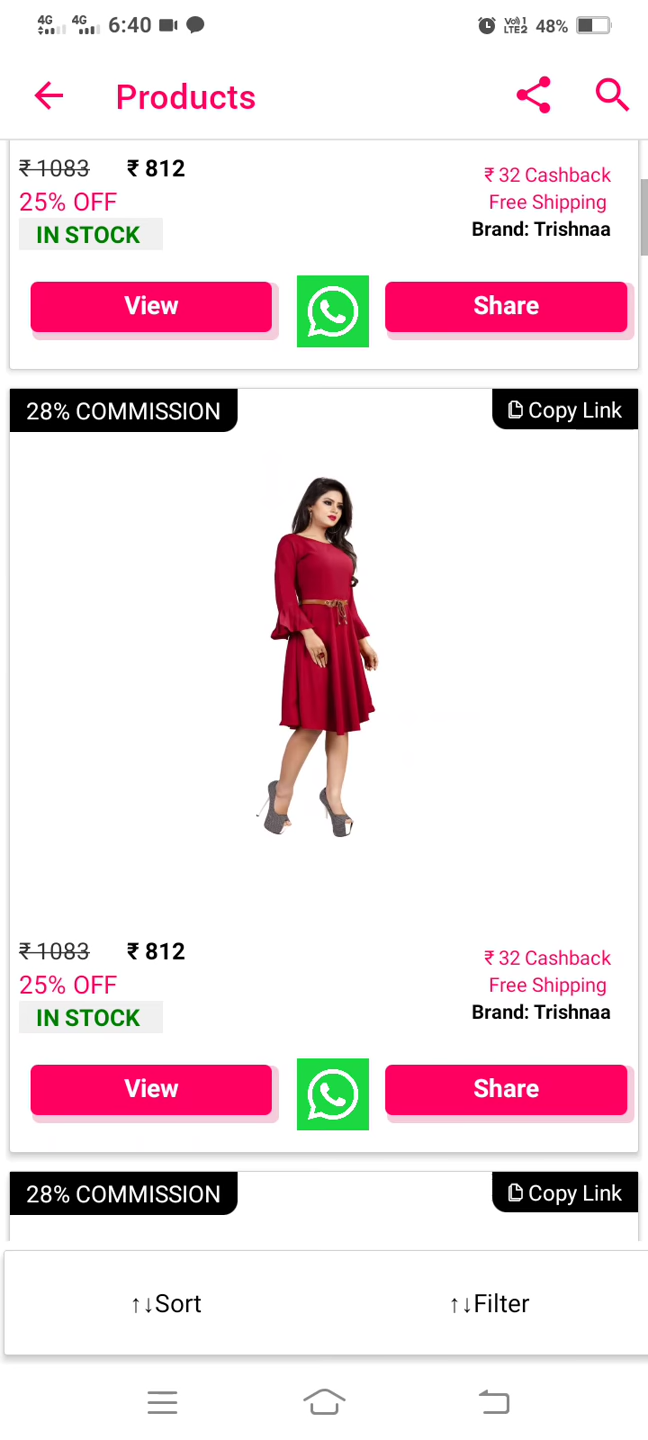 4G 4G 6:40 48%
VoLTE1 LTE2
Products
₹ 1083 ₹ 812
25% OFF
IN STOCK
₹ 32 Cashback
Free Shipping
Brand: Trishnaa
View
Share
28% COMMISSION
Copy Link
₹ 1083 ₹ 812
25% OFF
IN STOCK
₹ 32 Cashback
Free Shipping
Brand: Trishnaa
View
Share
28% COMMISSION
Copy Link
↑↓Sort
↑↓Filter